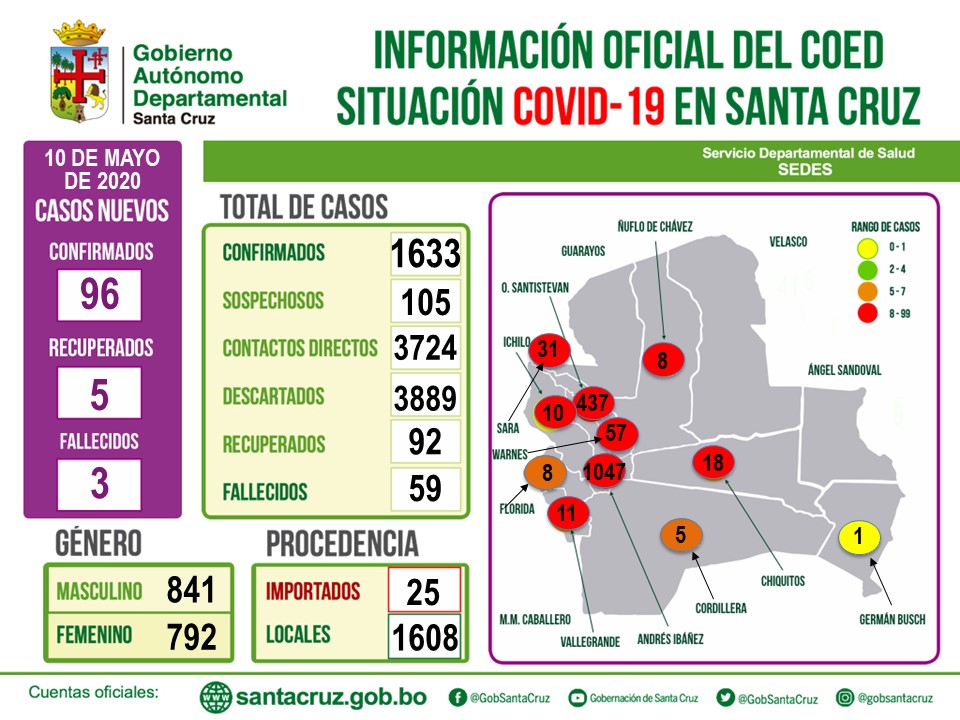 Gobierno
Autónomo
Departamental
Santa Cruz
INFORMACIÓN OFICIAL DEL COED
SITUACIÓN COVID-19 EN SANTA CRUZ
Servicio Departamental de Salud
SEDES
10 DE MAYO
DE 2020
CASOS NUEVOS
CONFIRMADOS
96
RECUPERADOS
5
FALLECIDOS
3
TOTAL DE CASOS
CONFIRMADOS 1633
SOSPECHOSOS 105
CONTACTOS DIRECTOS 3724
DESCARTADOS 3889
RECUPERADOS 92
FALLECIDOS 59
GÉNERO
MASCULINO 841
FEMENINO 792
PROCEDENCIA
IMPORTADOS 25
LOCALES 1608
ÑUFLO DE CHÁVEZ
GUARAYOS
VELASCO
O. SANTISTEVAN
ICHILO
ÁNGEL SANDOVAL
SARA
WARNES
FLORIDA
CHIQUITOS
CORDILLERA
M.M. CABALLERO
VALLEGRANDE
ANDRÉS IBÁÑEZ
GERMÁN BUSCH
31
8
437
10
57
8
1047
18
11
5
1
RANGO DE CASOS
0 - 1
2 - 4
5 - 7
8 - 99
Cuentas oficiales:
www
santacruz.gob.bo
@GobSantaCruz
Gobernación de Santa Cruz
@GobSantaCruz
@gobsantacruz